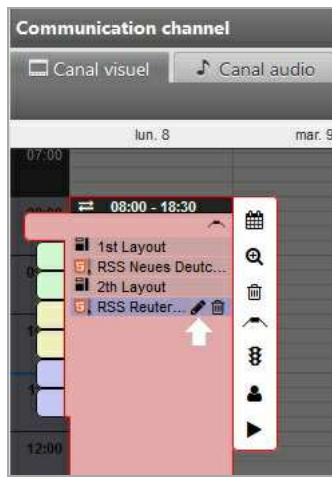 Communication channel
Canal visuel
Canal audio
lun. 8
mar. 9
07:00
08:00 - 18:30
1st Layout
RSS Neues Deutc...
2th Layout
RSS Reuter...
12:00